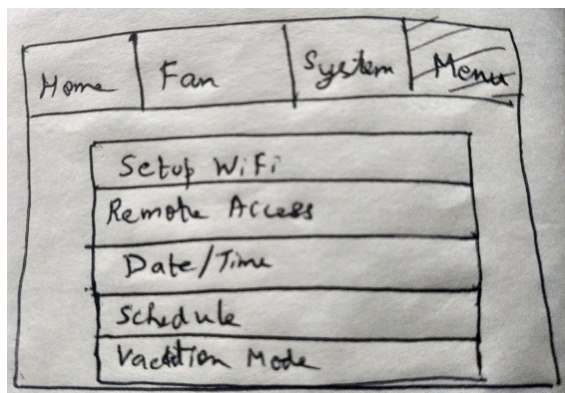 Home Fan System Menu
Setup WiFi
Remote Access
Date/Time
Schedule
Vacation Mode